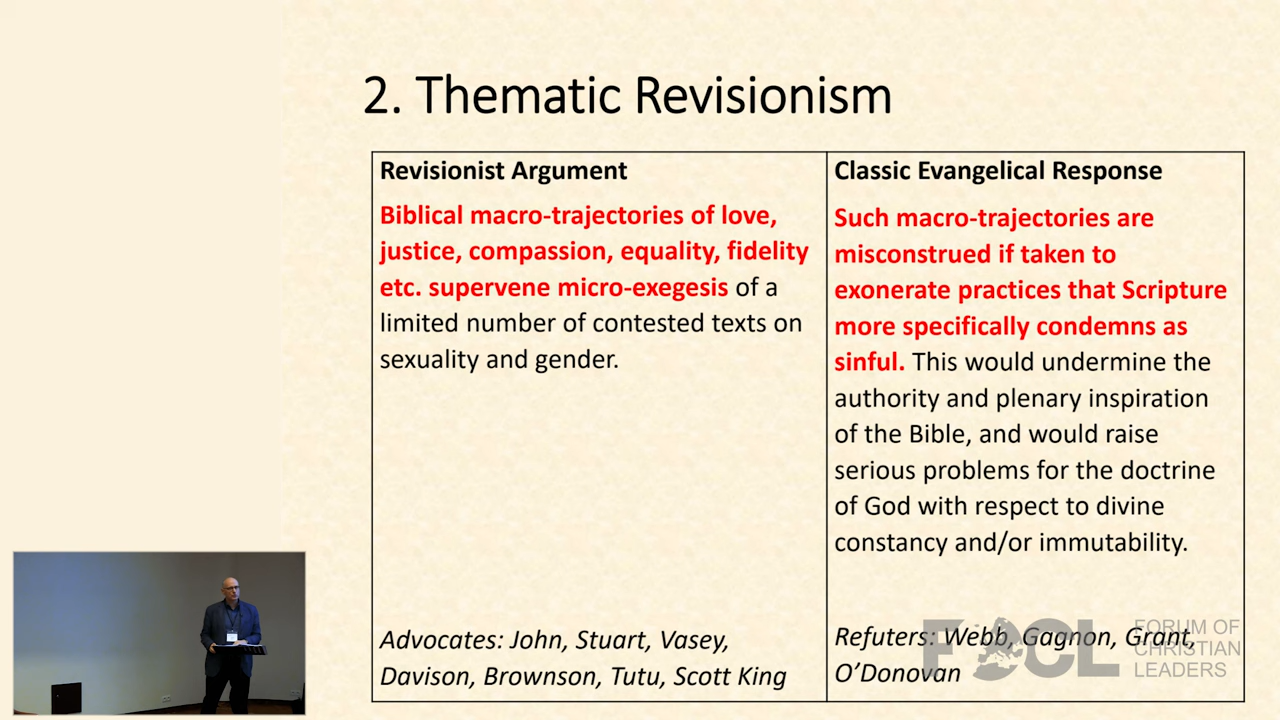 2. Thematic Revisionism
Revisionist Argument
Biblical macro-trajectories of love,
justice, compassion, equality, fidelity
etc. supervene micro-exegesis of a
limited number of contested texts on
sexuality and gender.
Advocates: John, Stuart, Vasey,
Davison, Brownson, Tutu, Scott King
Classic Evangelical Response
Such macro-trajectories are
misconstrued if taken to
exonerate practices that Scripture
more specifically condemns as
sinful. This would undermine the
authority and plenary inspiration
of the Bible, and would raise
serious problems for the doctrine
of God with respect to divine
constancy and/or immutability.
Refuters: Webb, Gagnon, Grant,
O'Donovan
FOCL
FORUM OF
CHRISTIAN
LEADERS